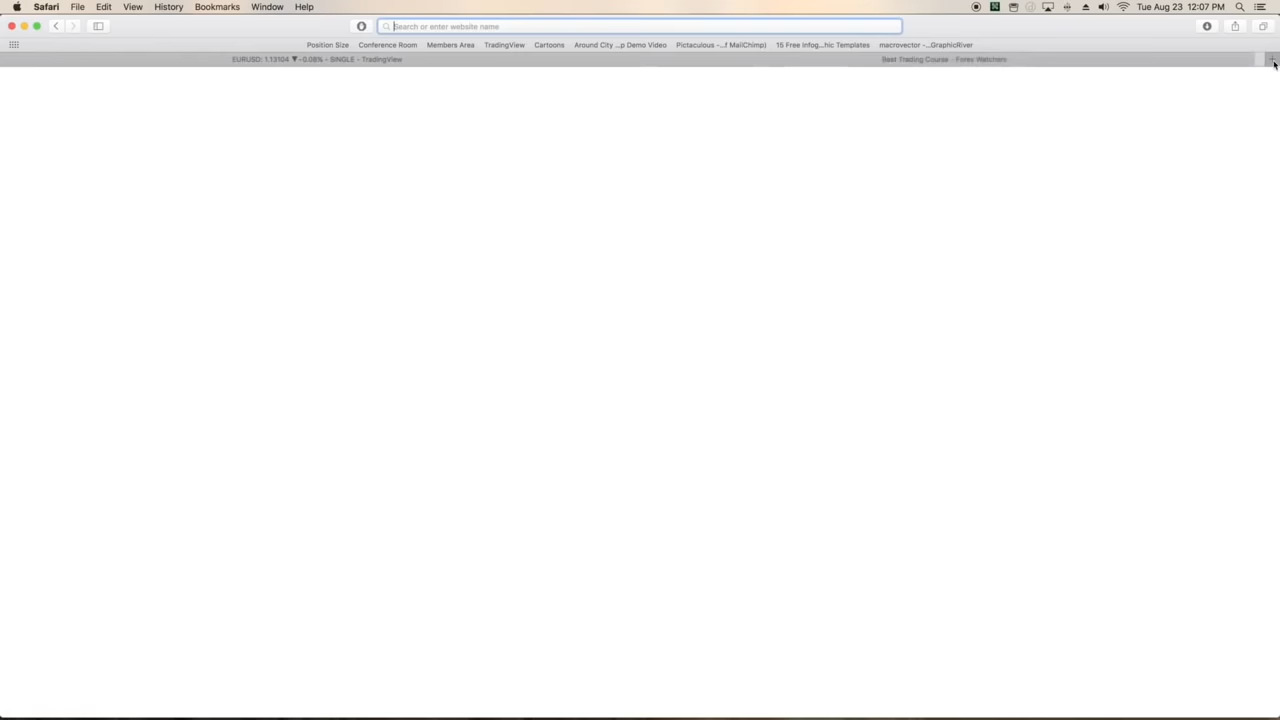 Safari File Edit View History Bookmarks Window Help Tue Aug 23 12:07 PM
Search or enter website name
Position Size Conference Room Members Area TradingView Cartoons Around City ...p Demo Video Pictaculous -...f MailChimp) 15 Free Infog...hic Templates macrovector -...GraphicRiver
EURUSD: 1.13104 ▼-0.08% - SINGLE - TradingView Best Trading Course - Forex Watchers